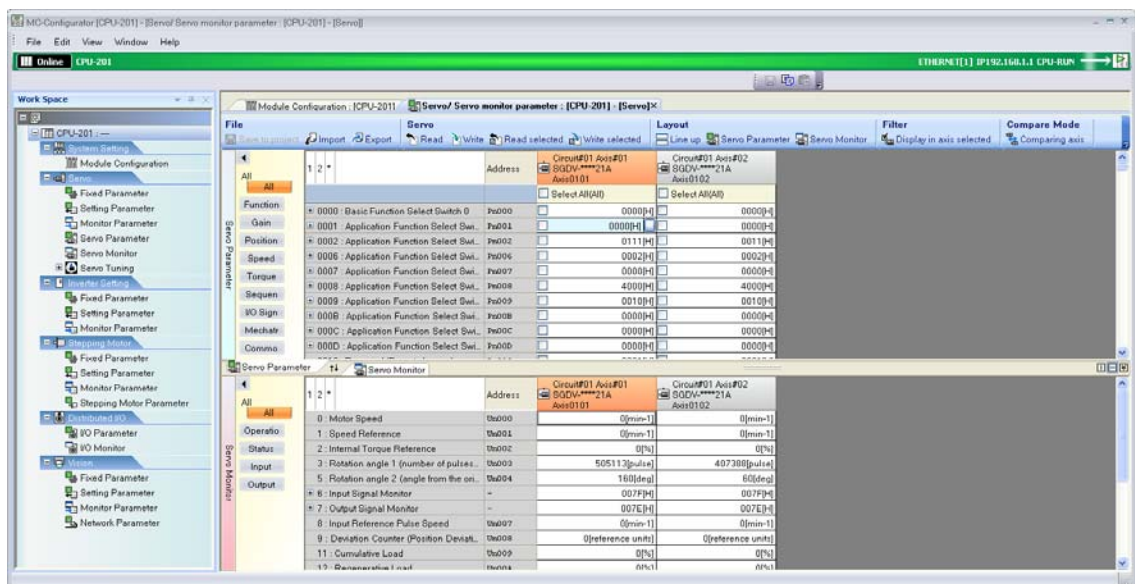 MC-Configurator [CPU-201] - [Servo/ Servo monitor parameter : [CPU-201] - [Servo]]
File Edit View Window Help
Online CPU-201 ETHERNET[1] IP192.168.1.1 CPU-RUN
Work Space
CPU-201 : ---
System Setting
Module Configuration
Servo
Fixed Parameter
Setting Parameter
Monitor Parameter
Servo Parameter
Servo Monitor
Servo Tuning
Inverter Setting
Fixed Parameter
Setting Parameter
Monitor Parameter
Stepping Motor
Fixed Parameter
Setting Parameter
Monitor Parameter
Stepping Motor Parameter
Distributed I/O
I/O Parameter
I/O Monitor
Vision
Fixed Parameter
Setting Parameter
Monitor Parameter
Network Parameter
Module Configuration : [CPU-201] Servo/ Servo monitor parameter : [CPU-201] - [Servo]×
File Servo Layout Filter Compare Mode
Save to project Import Export Read Write Read selected Write selected Line up Servo Parameter Servo Monitor Display in axis selected Comparing axis
Servo Parameter
All
All
Function
Gain
Position
Speed
Torque
Sequen
I/O Sign
Mechatr
Commo
1 2 * Address Circuit#01 Axis#01 SGDV-****21A Axis0101 Circuit#01 Axis#02 SGDV-****21A Axis0102
Select All(All) Select All(All)
0000 : Basic Function Select Switch 0 Pn000 0000[H] 0000[H]
0001 : Application Function Select Swi... Pn001 0000[H] 0000[H]
0002 : Application Function Select Swi... Pn002 0111[H] 0011[H]
0006 : Application Function Select Swi... Pn006 0002[H] 0002[H]
0007 : Application Function Select Swi... Pn007 0000[H] 0000[H]
0008 : Application Function Select Swi... Pn008 4000[H] 4000[H]
0009 : Application Function Select Swi... Pn009 0010[H] 0010[H]
000B : Application Function Select Swi... Pn00B 0000[H] 0000[H]
000C : Application Function Select Swi... Pn00C 0000[H] 0000[H]
000D : Application Function Select Swi... Pn00D 0000[H] 0000[H]
Servo Parameter Servo Monitor
Servo Monitor
All
All
Operatio
Status
Input
Output
1 2 * Address Circuit#01 Axis#01 SGDV-****21A Axis0101 Circuit#01 Axis#02 SGDV-****21A Axis0102
0 : Motor Speed Un000 0[min-1] 0[min-1]
1 : Speed Reference Un001 0[min-1] 0[min-1]
2 : Internal Torque Reference Un002 0[%] 0[%]
3 : Rotation angle 1 (number of pulses... Un003 505113[pulse] 407388[pulse]
5 : Rotation angle 2 (angle from the ori... Un004 160[deg] 60[deg]
6 : Input Signal Monitor - 007F[H] 007F[H]
7 : Output Signal Monitor - 007E[H] 007E[H]
8 : Input Reference Pulse Speed Un007 0[min-1] 0[min-1]
9 : Deviation Counter (Position Deviati... Un008 0[reference units] 0[reference units]
11 : Cumulative Load Un009 0[%] 0[%]
12 : Regenerative Load Un00A 0[%] 0[%]